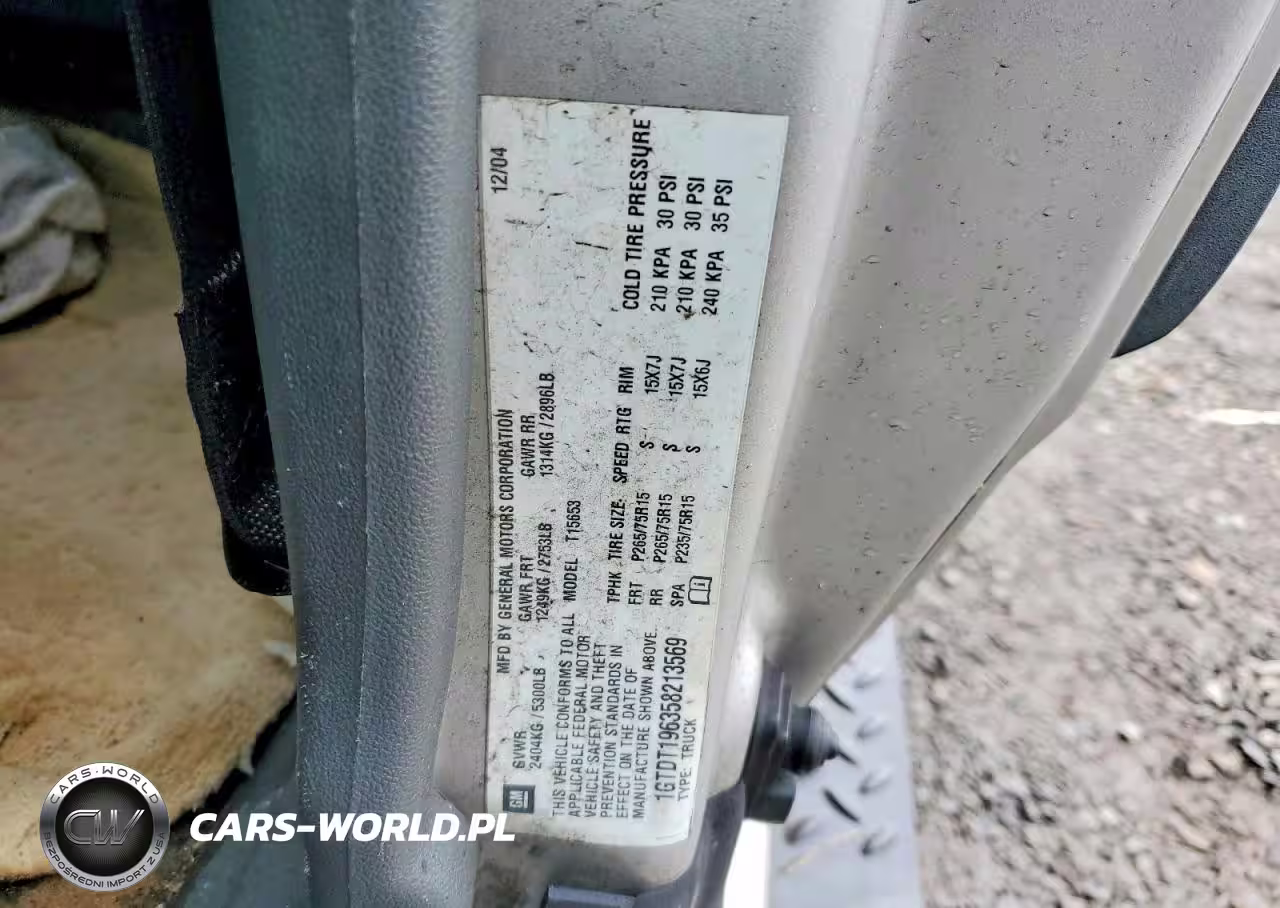 MFD BY GENERAL MOTORS CORPORATION 12/04
GVWR GAWR FRT GAWR RR
2404KG / 5300LB 1249KG / 2753LB 1314KG / 2896LB
THIS VEHICLE CONFORMS TO ALL
APPLICABLE FEDERAL MOTOR
VEHICLE SAFETY AND THEFT
PREVENTION STANDARDS IN
EFFECT ON THE DATE OF
MANUFACTURE SHOWN ABOVE.
1GTDT196358213569
TYPE: TRUCK
MODEL T15653
TPHK TIRE SIZE SPEED RTG RIM COLD TIRE PRESSURE
FRT P265/75R15 S 15X7J 210 KPA 30 PSI
RR P265/75R15 S 15X7J 210 KPA 30 PSI
SPA P235/75R15 S 15X6J 240 KPA 35 PSI
GM
CARS-WORLD
CW
BEZPOŚREDNI IMPORT Z USA
CARS-WORLD.PL